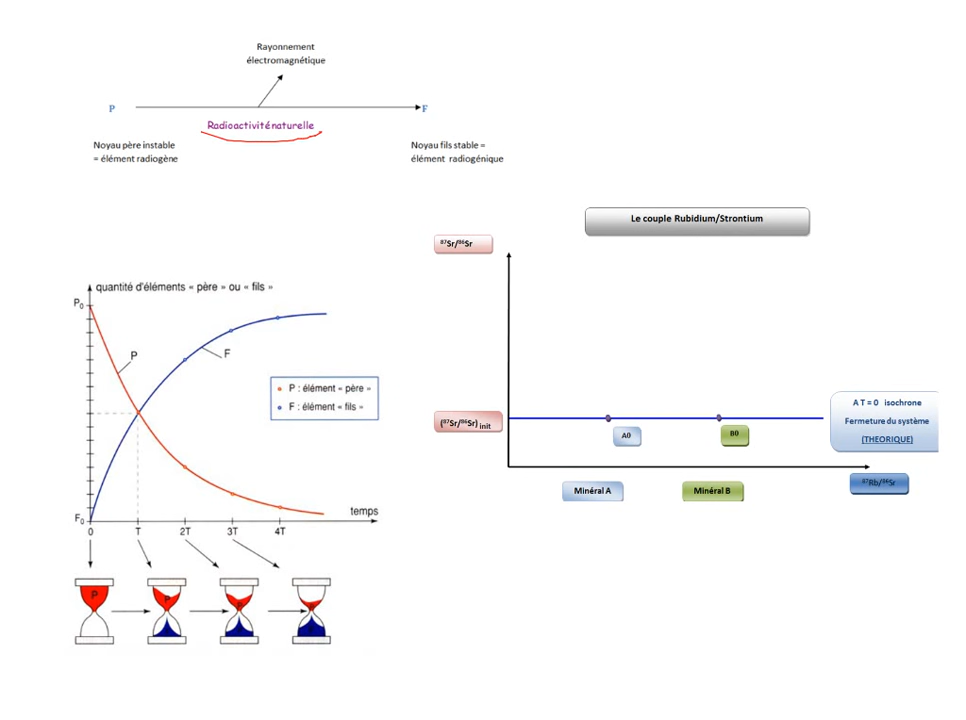 Rayonnement
électromagnétique
P
F
Radioactivité naturelle
Noyau père instable
= élément radiogène
Noyau fils stable =
élément radiogénique
Le couple Rubidium/Strontium
⁸⁷Sr/⁸⁶Sr
(⁸⁷Sr/⁸⁶Sr) init
A0
B0
A T = 0 isochrone
Fermeture du système
(THEORIQUE)
Minéral A
Minéral B
⁸⁷Rb/⁸⁶Sr
quantité d'éléments « père » ou « fils »
P₀
P
F
P : élément « père »
F : élément « fils »
F₀
temps
0 T 2T 3T 4T
P
P
P
P